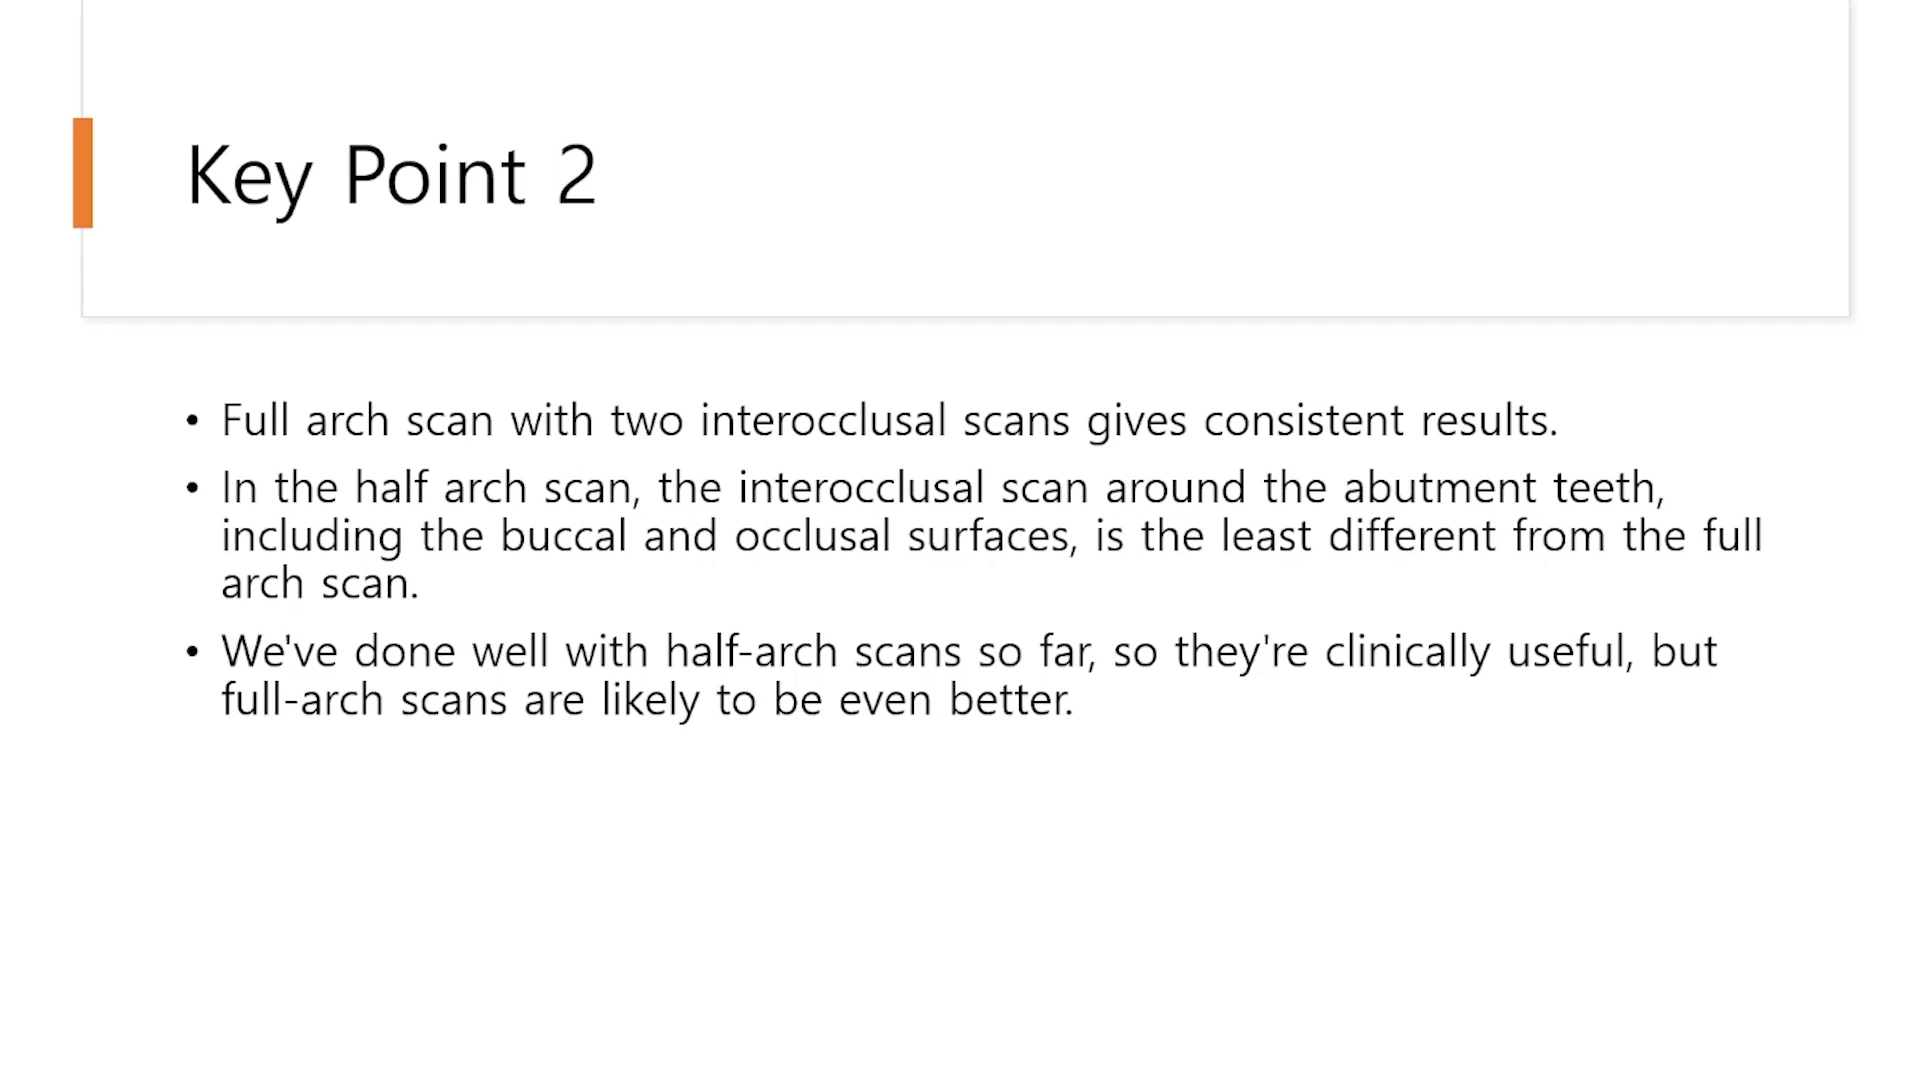 Key Point 2
• Full arch scan with two interocclusal scans gives consistent results.
• In the half arch scan, the interocclusal scan around the abutment teeth,
including the buccal and occlusal surfaces, is the least different from the full
arch scan.
• We've done well with half-arch scans so far, so they're clinically useful, but
full-arch scans are likely to be even better.